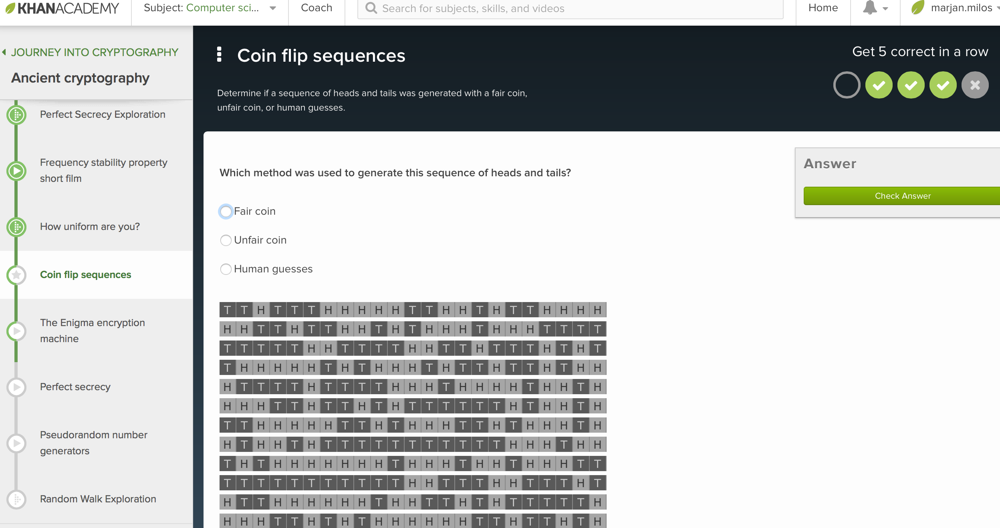 KHANACADEMY
Subject: Computer sci...
Coach
Search for subjects, skills, and videos
Home
marjan.milos
JOURNEY INTO CRYPTOGRAPHY
Ancient cryptography
Perfect Secrecy Exploration
Frequency stability property
short film
How uniform are you?
Coin flip sequences
The Enigma encryption
machine
Perfect secrecy
Pseudorandom number
generators
Random Walk Exploration
Coin flip sequences
Get 5 correct in a row
Determine if a sequence of heads and tails was generated with a fair coin,
unfair coin, or human guesses.
Which method was used to generate this sequence of heads and tails?
Fair coin
Unfair coin
Human guesses
Answer
Check Answer
T T H T T T H H H H H T T H H T H T T H H H H
H H T T H T T H H T H T H H H T H H H T T T T
T T T T T H H T T T T H H T T H T T T H T H T
T H H H H H T H T H H H T H T T H T T H T H H
H T T T T H T T T T H H H T H H H H T H H T H
H H H T T H T T H T H T T T T T T H T H H T H
T T H H H H H T T H T H H H T T H T H H H T H
H T H H T H T T T T T T T T T T T H H H T H H
T H T H H H H H H H T H H H T H H T H H H T T
T T T T T T T T T T T H H T T T H H T T T H T
H T T H H H H H H T H H T T H T H T T T T T H
H H H T T H T H T H H H H H H T T H T T H T H